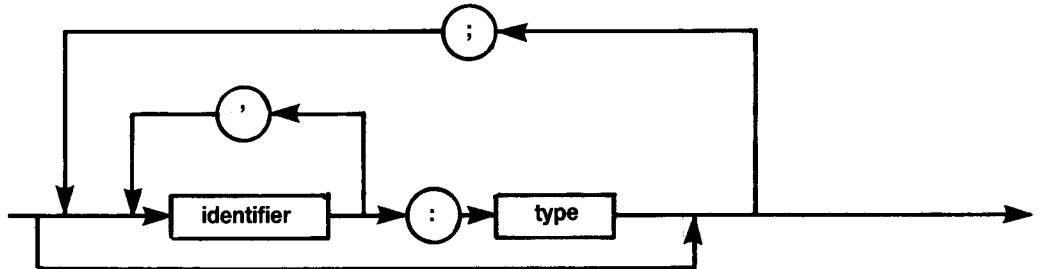 ;
,
identifier : type